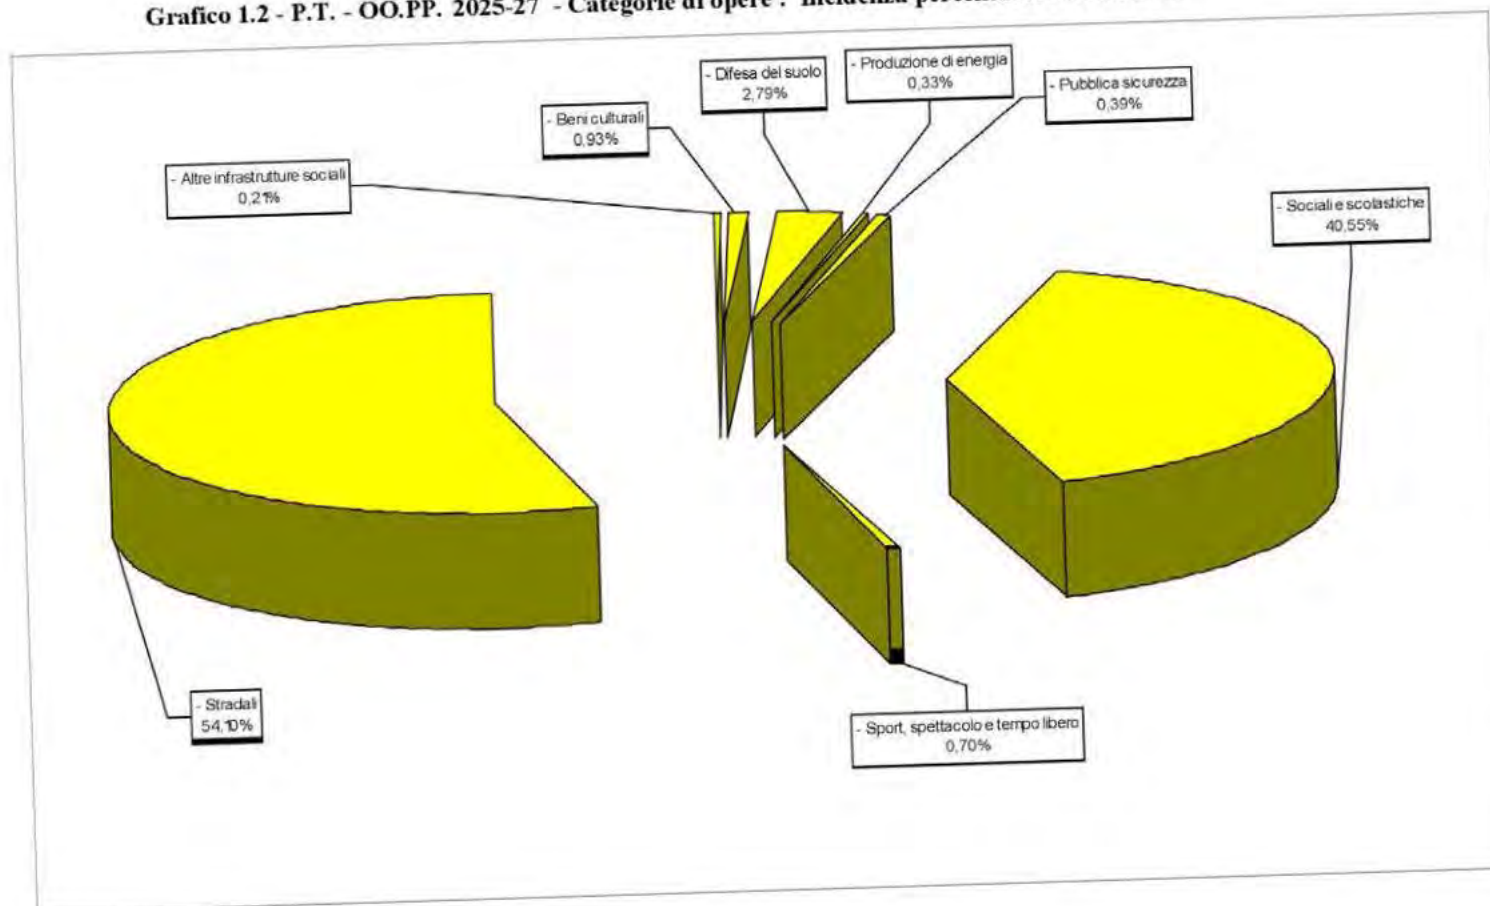 Grafico 1.2 - P.T. - OO.PP. 2025-27 - Categorie di opere : Incidenza
- Difesa del suolo
2,79%
- Produzione di energia
0,33%
- Pubblica sicurezza
0,39%
- Beni culturali
0,93%
- Altre infrastrutture sociali
0,21%
- Sociali e scolastiche
40,55%
- Stradali
54,10%
- Sport, spettacolo e tempo libero
0,70%